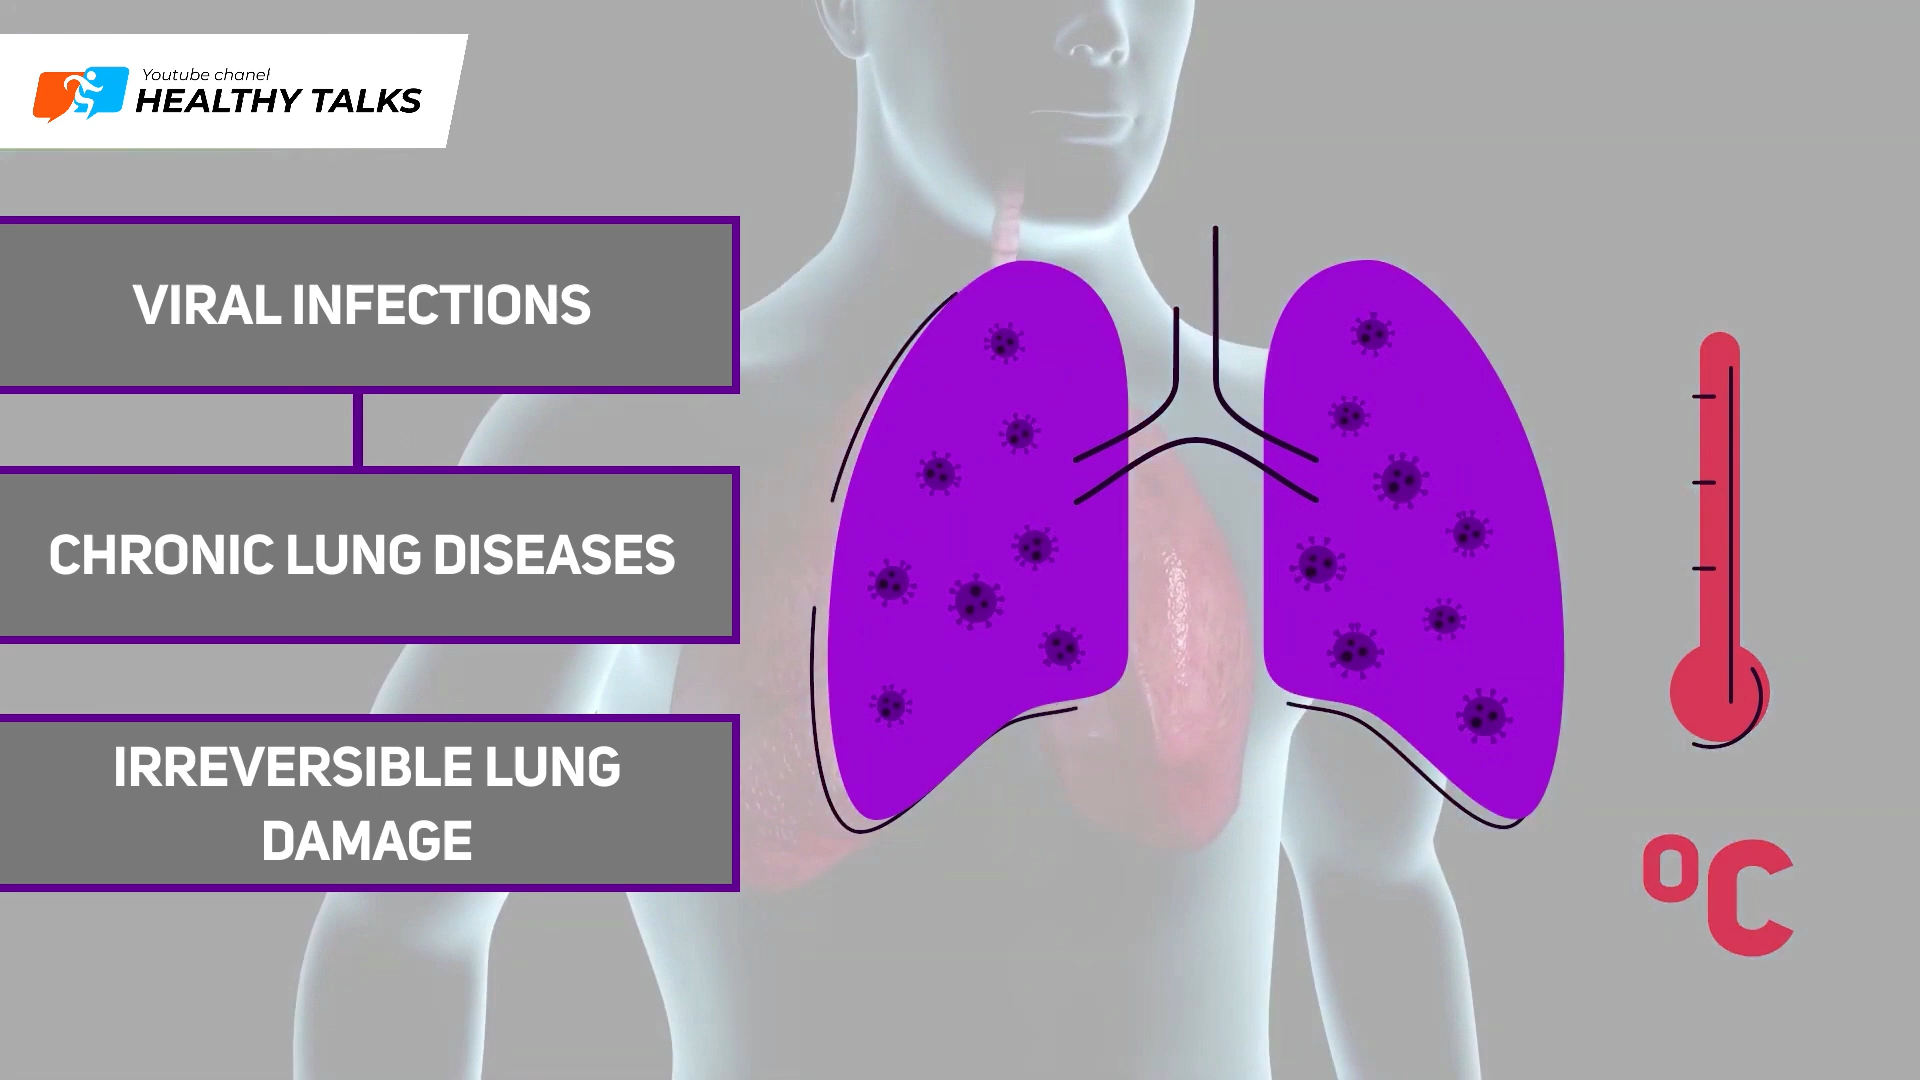 Youtube chanel
HEALTHY TALKS
VIRAL INFECTIONS
CHRONIC LUNG DISEASES
IRREVERSIBLE LUNG
DAMAGE
°C